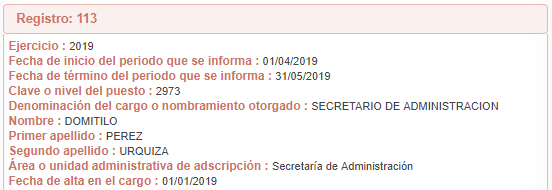 Registro: 113
Ejercicio : 2019
Fecha de inicio del periodo que se informa : 01/04/2019
Fecha de término del periodo que se informa : 31/05/2019
Clave o nivel del puesto : 2973
Denominación del cargo o nombramiento otorgado : SECRETARIO DE ADMINISTRACION
Nombre : DOMITILO
Primer apellido : PEREZ
Segundo apellido : URQUIZA
Área o unidad administrativa de adscripción : Secretaría de Administración
Fecha de alta en el cargo : 01/01/2019